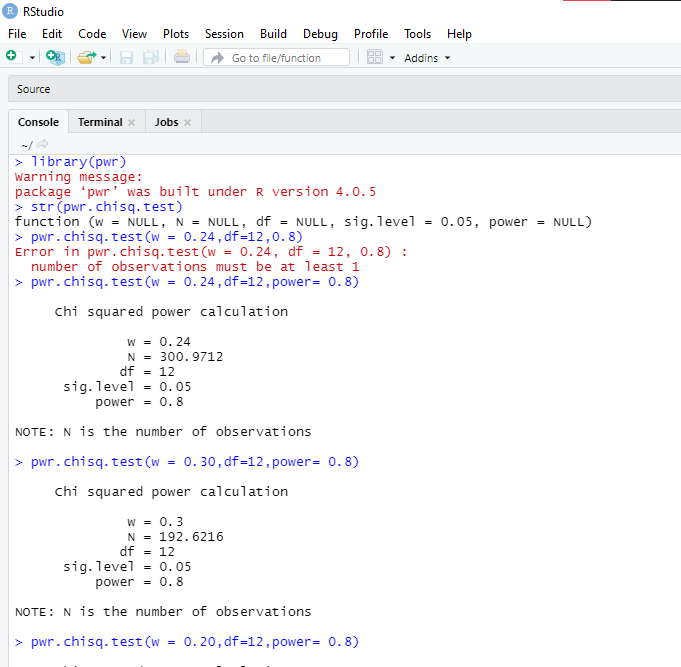 RStudio
File Edit Code View Plots Session Build Debug Profile Tools Help
R Go to file/function Addins
Source
Console Terminal Jobs
~/
> library(pwr)
Warning message:
package ‘pwr’ was built under R version 4.0.5
> str(pwr.chisq.test)
function (w = NULL, N = NULL, df = NULL, sig.level = 0.05, power = NULL)
> pwr.chisq.test(w = 0.24,df=12,0.8)
Error in pwr.chisq.test(w = 0.24, df = 12, 0.8) :
number of observations must be at least 1
> pwr.chisq.test(w = 0.24,df=12,power= 0.8)
Chi squared power calculation
w = 0.24
N = 300.9712
df = 12
sig.level = 0.05
power = 0.8
NOTE: N is the number of observations
> pwr.chisq.test(w = 0.30,df=12,power= 0.8)
Chi squared power calculation
w = 0.3
N = 192.6216
df = 12
sig.level = 0.05
power = 0.8
NOTE: N is the number of observations
> pwr.chisq.test(w = 0.20,df=12,power= 0.8)